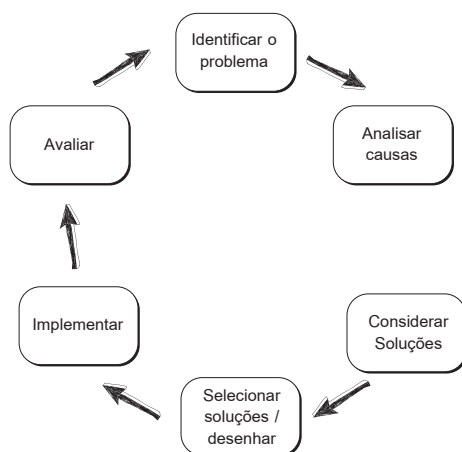 Identificar o
problema
Analisar
causas
Considerar
Soluções
Selecionar
soluções /
desenhar
Implementar
Avaliar